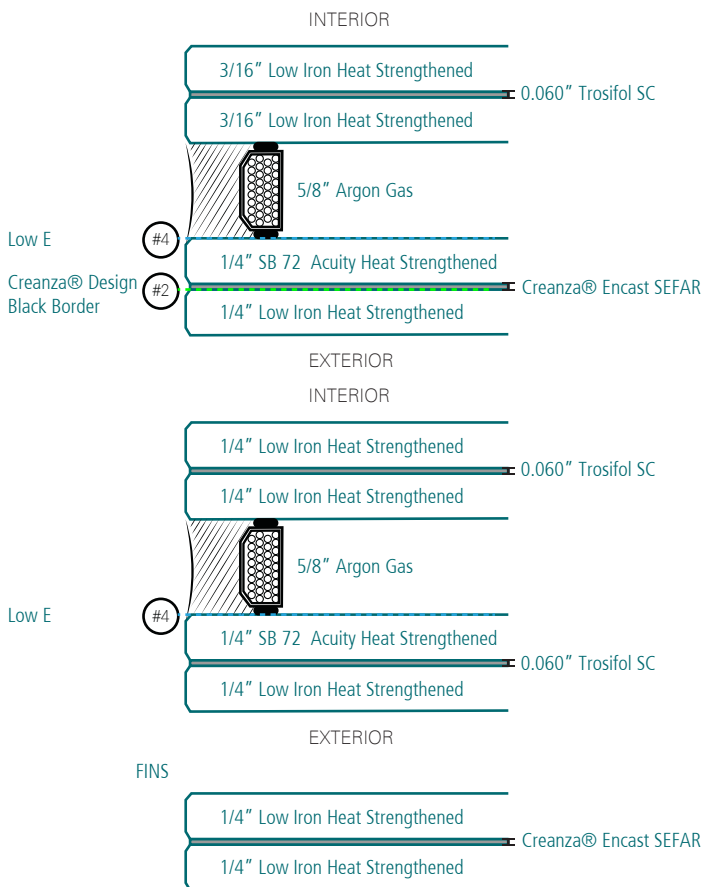 INTERIOR
3/16” Low Iron Heat Strengthened
0.060” Trosifol SC
3/16” Low Iron Heat Strengthened
5/8” Argon Gas
Low E
#4
1/4” SB 72 Acuity Heat Strengthened
Creanza® Design
Black Border
#2
Creanza® Encast SEFAR
1/4” Low Iron Heat Strengthened
EXTERIOR
INTERIOR
1/4” Low Iron Heat Strengthened
0.060” Trosifol SC
1/4” Low Iron Heat Strengthened
5/8” Argon Gas
Low E
#4
1/4” SB 72 Acuity Heat Strengthened
0.060” Trosifol SC
1/4” Low Iron Heat Strengthened
EXTERIOR
FINS
1/4” Low Iron Heat Strengthened
Creanza® Encast SEFAR
1/4” Low Iron Heat Strengthened